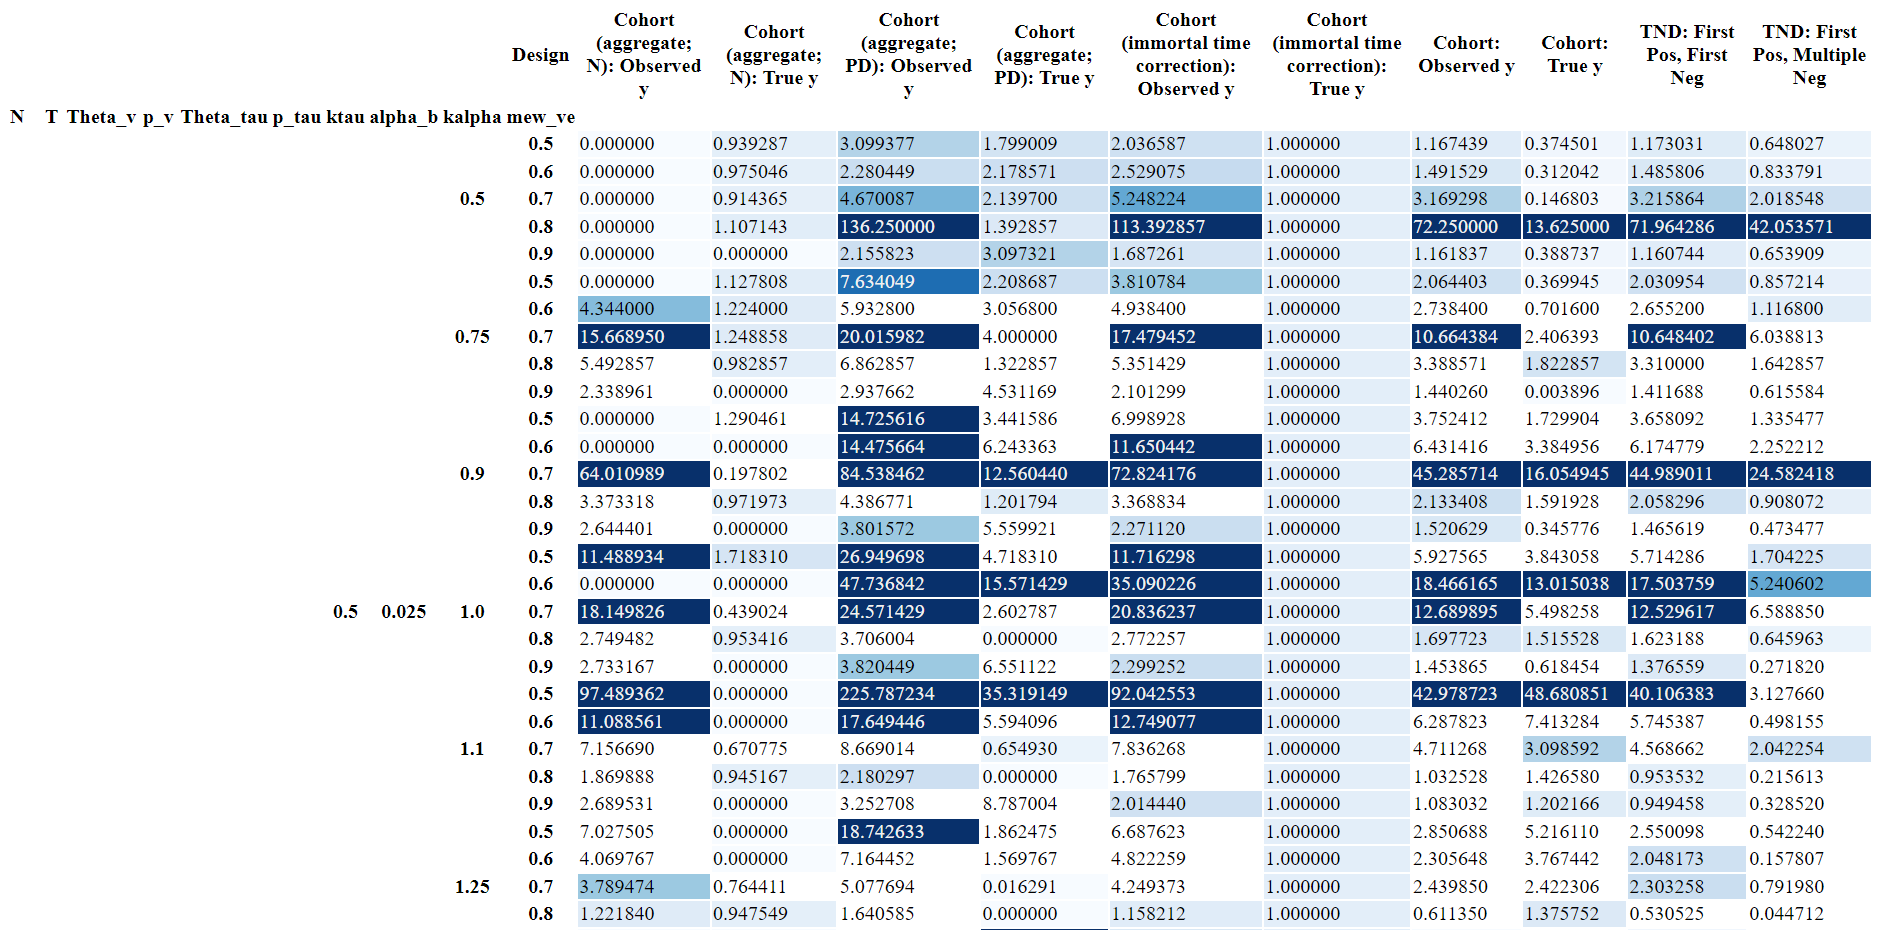 Design Cohort (aggregate; N): Observed y Cohort (aggregate; N): True y Cohort (aggregate; PD): Observed y Cohort (aggregate; PD): True y Cohort (immortal time correction): Observed y Cohort (immortal time correction): True y Cohort: Observed y Cohort: True y TND: First Pos, First Neg TND: First Pos, Multiple Neg
N T Theta_v p_v Theta_tau p_tau ktau alpha_b kalpha mew_ve
0.5 0.000000 0.939287 3.099377 1.799009 2.036587 1.000000 1.167439 0.374501 1.173031 0.648027
0.6 0.000000 0.975046 2.280449 2.178571 2.529075 1.000000 1.491529 0.312042 1.485806 0.833791
0.5 0.7 0.000000 0.914365 4.670087 2.139700 5.248224 1.000000 3.169298 0.146803 3.215864 2.018548
0.8 0.000000 1.107143 136.250000 1.392857 113.392857 1.000000 72.250000 13.625000 71.964286 42.053571
0.9 0.000000 0.000000 2.155823 3.097321 1.687261 1.000000 1.161837 0.388737 1.160744 0.653909
0.5 0.000000 1.127808 7.634049 2.208687 3.810784 1.000000 2.064403 0.369945 2.030954 0.857214
0.6 4.344000 1.224000 5.932800 3.056800 4.938400 1.000000 2.738400 0.701600 2.655200 1.116800
0.75 0.7 15.668950 1.248858 20.015982 4.000000 17.479452 1.000000 10.664384 2.406393 10.648402 6.038813
0.8 5.492857 0.982857 6.862857 1.322857 5.351429 1.000000 3.388571 1.822857 3.310000 1.642857
0.9 2.338961 0.000000 2.937662 4.531169 2.101299 1.000000 1.440260 0.003896 1.411688 0.615584
0.5 0.000000 1.290461 14.725616 3.441586 6.998928 1.000000 3.752412 1.729904 3.658092 1.335477
0.6 0.000000 0.000000 14.475664 6.243363 11.650442 1.000000 6.431416 3.384956 6.174779 2.252212
0.9 0.7 64.010989 0.197802 84.538462 12.560440 72.824176 1.000000 45.285714 16.054945 44.989011 24.582418
0.8 3.373318 0.971973 4.386771 1.201794 3.368834 1.000000 2.133408 1.591928 2.058296 0.908072
0.9 2.644401 0.000000 3.801572 5.559921 2.271120 1.000000 1.520629 0.345776 1.465619 0.473477
0.5 11.488934 1.718310 26.949698 4.718310 11.716298 1.000000 5.927565 3.843058 5.714286 1.704225
0.6 0.000000 0.000000 47.736842 15.571429 35.090226 1.000000 18.466165 13.015038 17.503759 5.240602
0.5 0.025 1.0 0.7 18.149826 0.439024 24.571429 2.602787 20.836237 1.000000 12.689895 5.498258 12.529617 6.588850
0.8 2.749482 0.953416 3.706004 0.000000 2.772257 1.000000 1.697723 1.515528 1.623188 0.645963
0.9 2.733167 0.000000 3.820449 6.551122 2.299252 1.000000 1.453865 0.618454 1.376559 0.271820
0.5 97.489362 0.000000 225.787234 35.319149 92.042553 1.000000 42.978723 48.680851 40.106383 3.127660
0.6 11.088561 0.000000 17.649446 5.594096 12.749077 1.000000 6.287823 7.413284 5.745387 0.498155
1.1 0.7 7.156690 0.670775 8.669014 0.654930 7.836268 1.000000 4.711268 3.098592 4.568662 2.042254
0.8 1.869888 0.945167 2.180297 0.000000 1.765799 1.000000 1.032528 1.426580 0.953532 0.215613
0.9 2.689531 0.000000 3.252708 8.787004 2.014440 1.000000 1.083032 1.202166 0.949458 0.328520
0.5 7.027505 0.000000 18.742633 1.862475 6.687623 1.000000 2.850688 5.216110 2.550098 0.542240
0.6 4.069767 0.000000 7.164452 1.569767 4.822259 1.000000 2.305648 3.767442 2.048173 0.157807
1.25 0.7 3.789474 0.764411 5.077694 0.016291 4.249373 1.000000 2.439850 2.422306 2.303258 0.791980
0.8 1.221840 0.947549 1.640585 0.000000 1.158212 1.000000 0.611350 1.375752 0.530525 0.044712